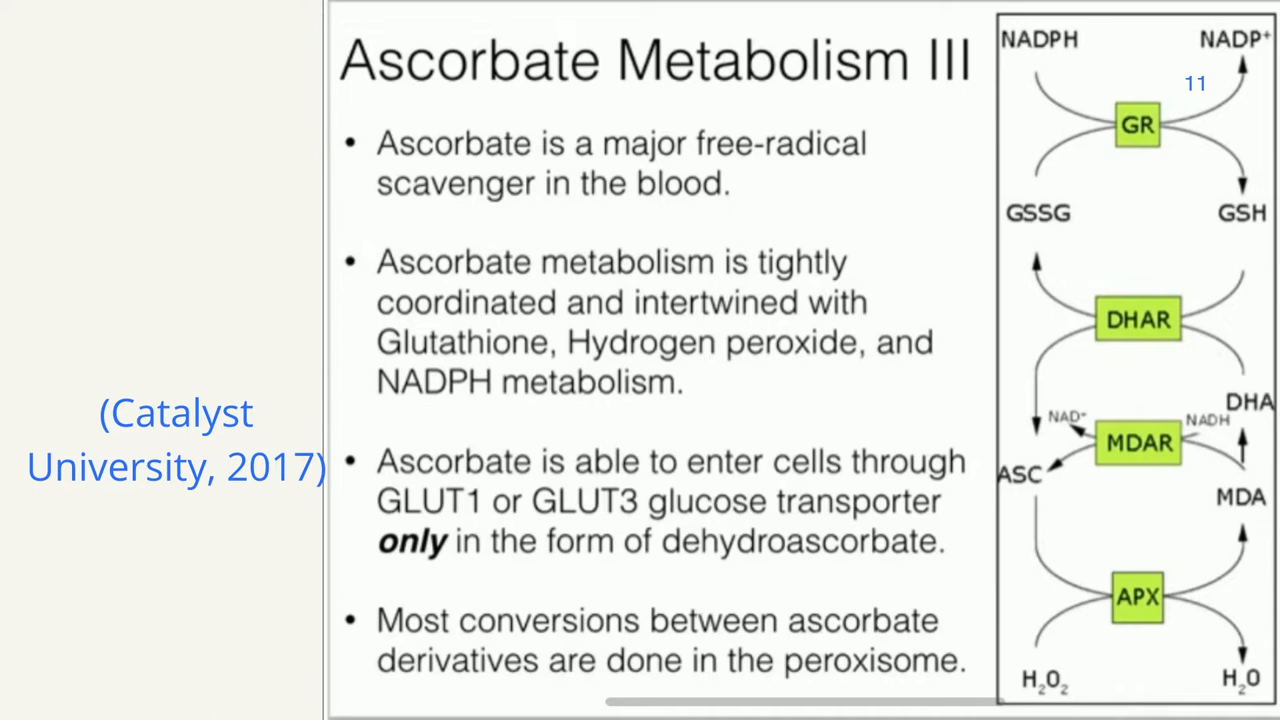 (Catalyst
University, 2017)
Ascorbate Metabolism III
• Ascorbate is a major free-radical
scavenger in the blood.
• Ascorbate metabolism is tightly
coordinated and intertwined with
Glutathione, Hydrogen peroxide, and
NADPH metabolism.
• Ascorbate is able to enter cells through
GLUT1 or GLUT3 glucose transporter
only in the form of dehydroascorbate.
• Most conversions between ascorbate
derivatives are done in the peroxisome.
NADPH NADP⁺
11
GR
GSSG GSH
DHAR
DHA
NAD⁺ NADH
MDAR
ASC
MDA
APX
H₂O₂ H₂O